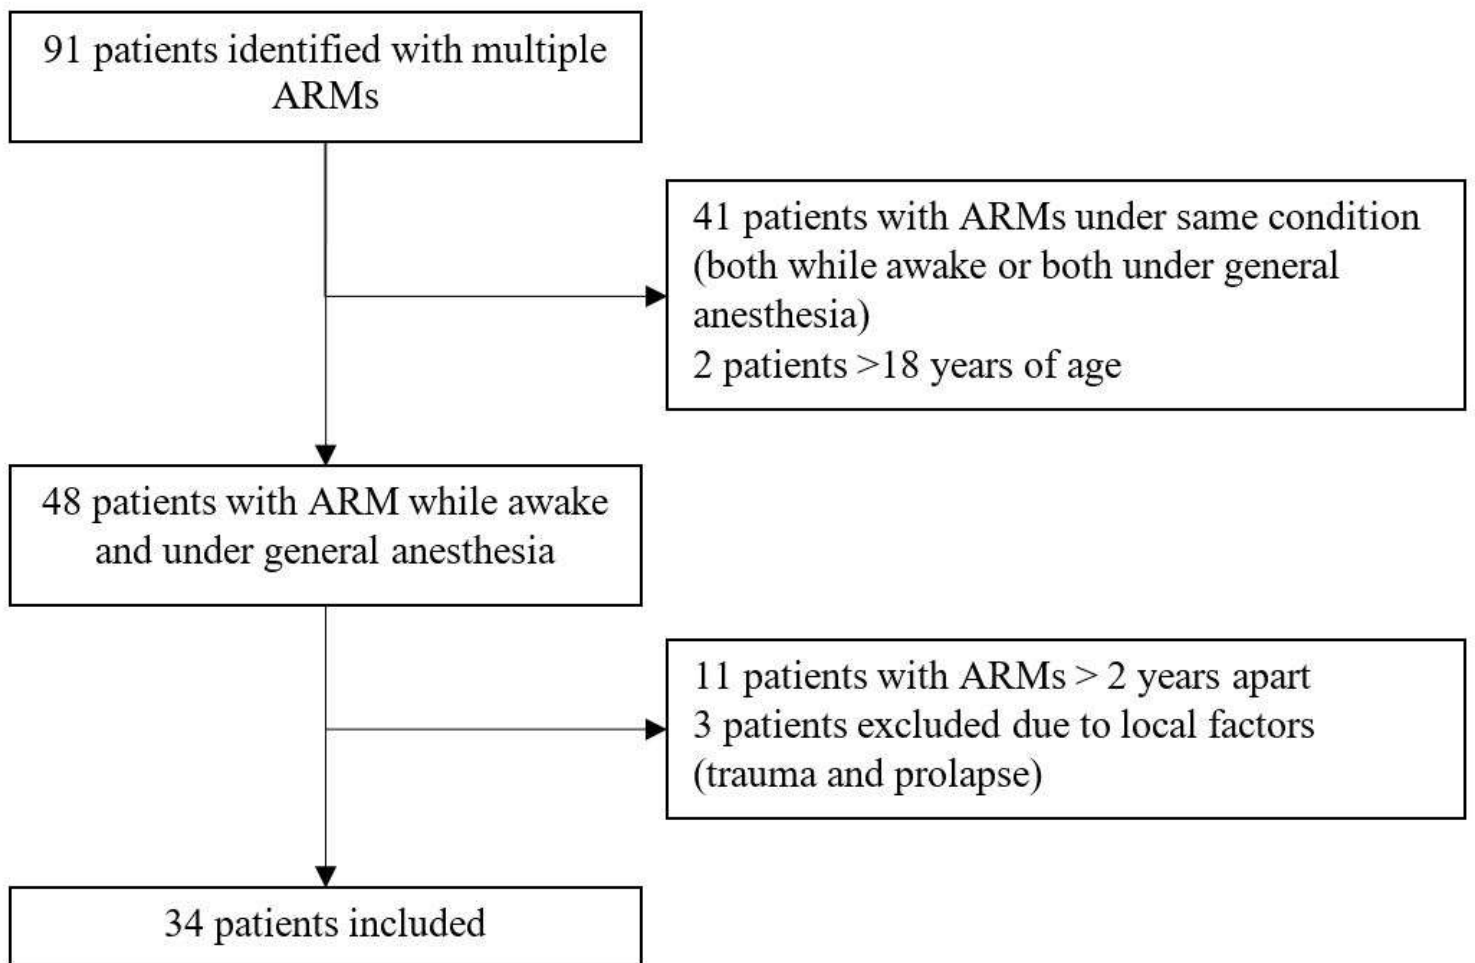 91 patients identified with multiple
ARMs
41 patients with ARMs under same condition
(both while awake or both under general
anesthesia)
2 patients >18 years of age
48 patients with ARM while awake
and under general anesthesia
11 patients with ARMs > 2 years apart
3 patients excluded due to local factors
(trauma and prolapse)
34 patients included